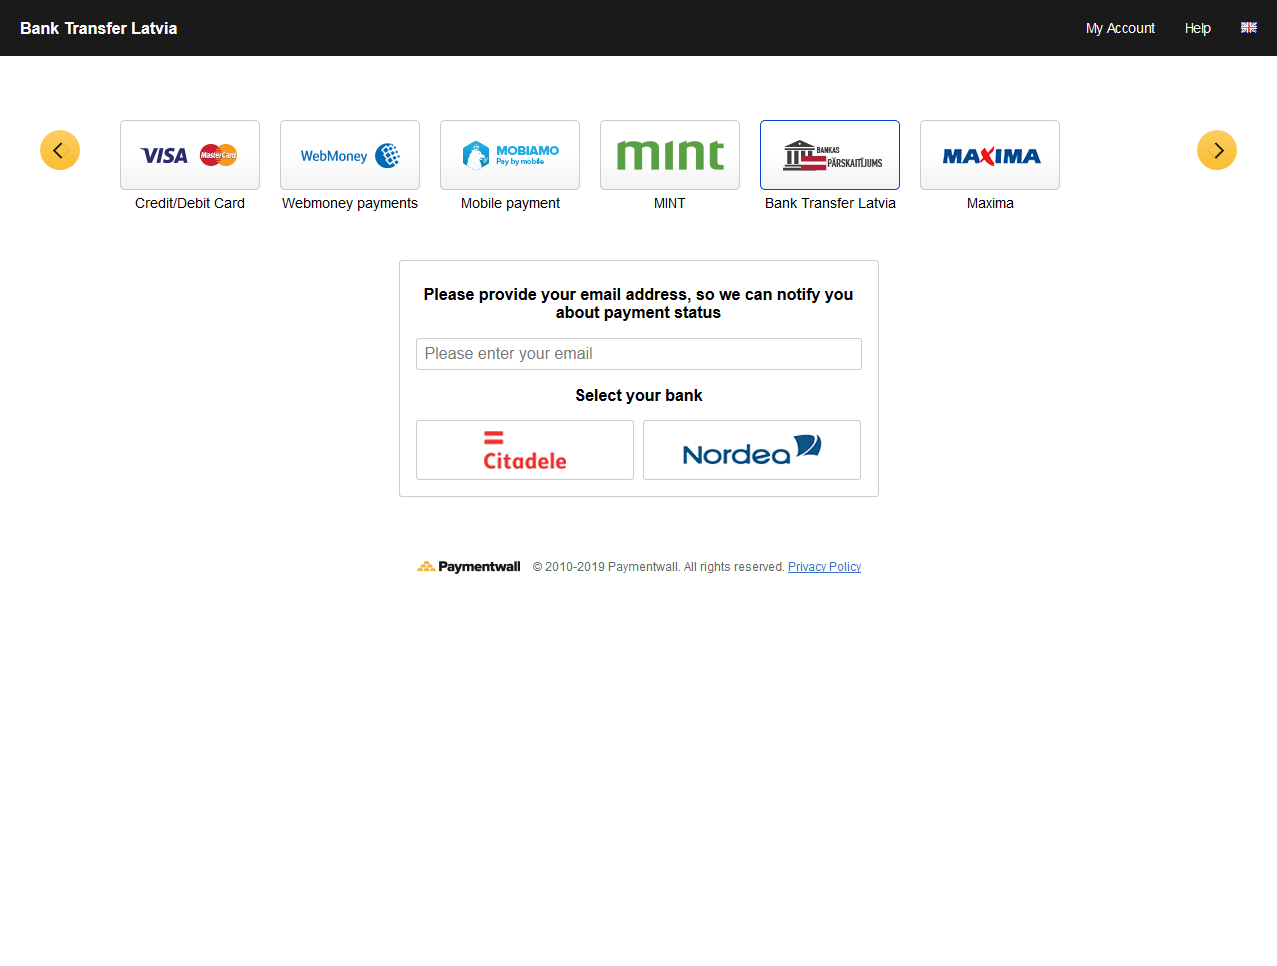 Bank Transfer Latvia
My Account
Help
VISA
MasterCard
WebMoney
MOBIAMO
Pay by mobile
mint
BANKAS
PĀRSKAITĪJUMS
MAXIMA
Credit/Debit Card
Webmoney payments
Mobile payment
MINT
Bank Transfer Latvia
Maxima
Please provide your email address, so we can notify you
about payment status
Please enter your email
Select your bank
Citadele
Nordea
Paymentwall
© 2010-2019 Paymentwall. All rights reserved. Privacy Policy